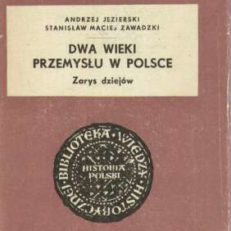 ANDRZEJ JEZIERSKI
STANISŁAW MACIEJ ZAWADZKI
DWA WIEKI
PRZEMYSŁU W POLSCE
Zarys dziejów
BIBLIOTEKA WIEDZY HISTORYCZNEJ
HISTORIA
POLSKI